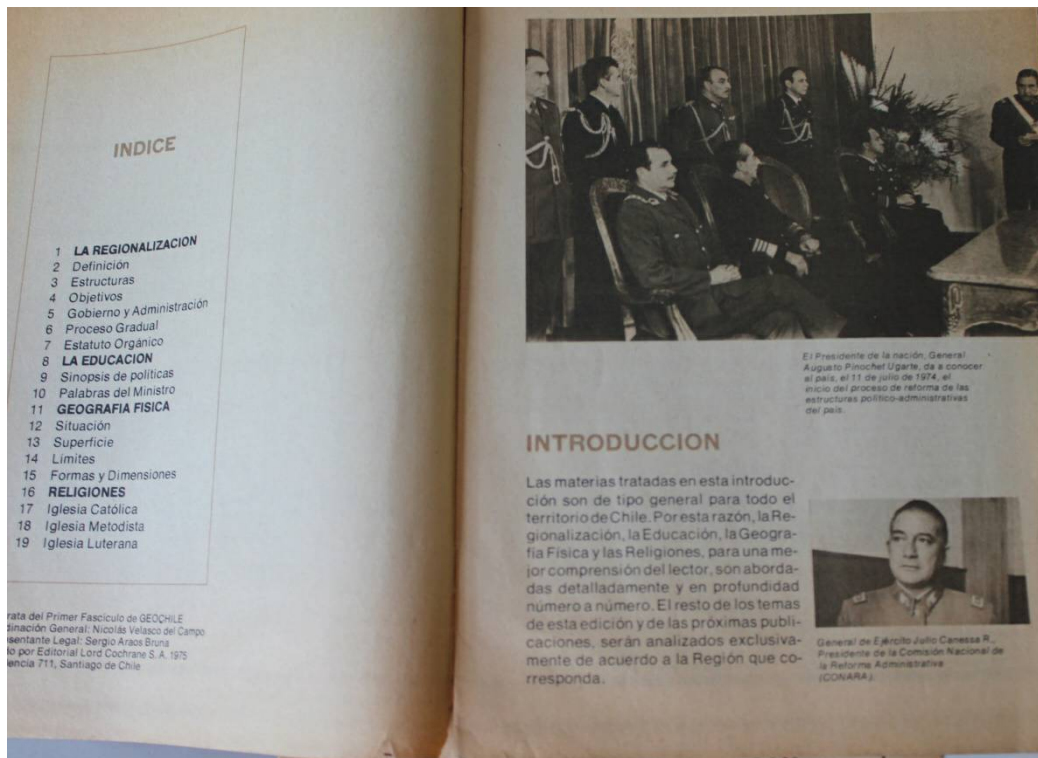 INDICE
1 LA REGIONALIZACION
2 Definición
3 Estructuras
4 Objetivos
5 Gobierno y Administración
6 Proceso Gradual
7 Estatuto Orgánico
8 LA EDUCACION
9 Sinopsis de políticas
10 Palabras del Ministro
11 GEOGRAFIA FISICA
12 Situación
13 Superficie
14 Límites
15 Formas y Dimensiones
16 RELIGIONES
17 Iglesia Católica
18 Iglesia Metodista
19 Iglesia Luterana
rata del Primer Fascículo de GEOCHILE
dinación General: Nicolás Velasco del Campo
sentante Legal: Sergio Araos Bruna
do por Editorial Lord Cochrane S. A. 1975
encia 711, Santiago de Chile
El Presidente de la nación, General
Augusto Pinochet Ugarte, da a conocer
al país, el 11 de julio de 1974, el
inicio del proceso de reforma de las
estructuras político-administrativas
del país.
INTRODUCCION
Las materias tratadas en esta introduc-
ción son de tipo general para todo el
territorio de Chile. Por esta razón, la Re-
gionalización, la Educación, la Geogra-
fía Física y las Religiones, para una me-
jor comprensión del lector, son aborda-
das detalladamente y en profundidad
número a número. El resto de los temas
de esta edición y de las próximas publi-
caciones, serán analizados exclusiva-
mente de acuerdo a la Región que co-
rresponda.
General de Ejército Julio Canessa R.,
Presidente de la Comisión Nacional de
la Reforma Administrativa
(CONARA).